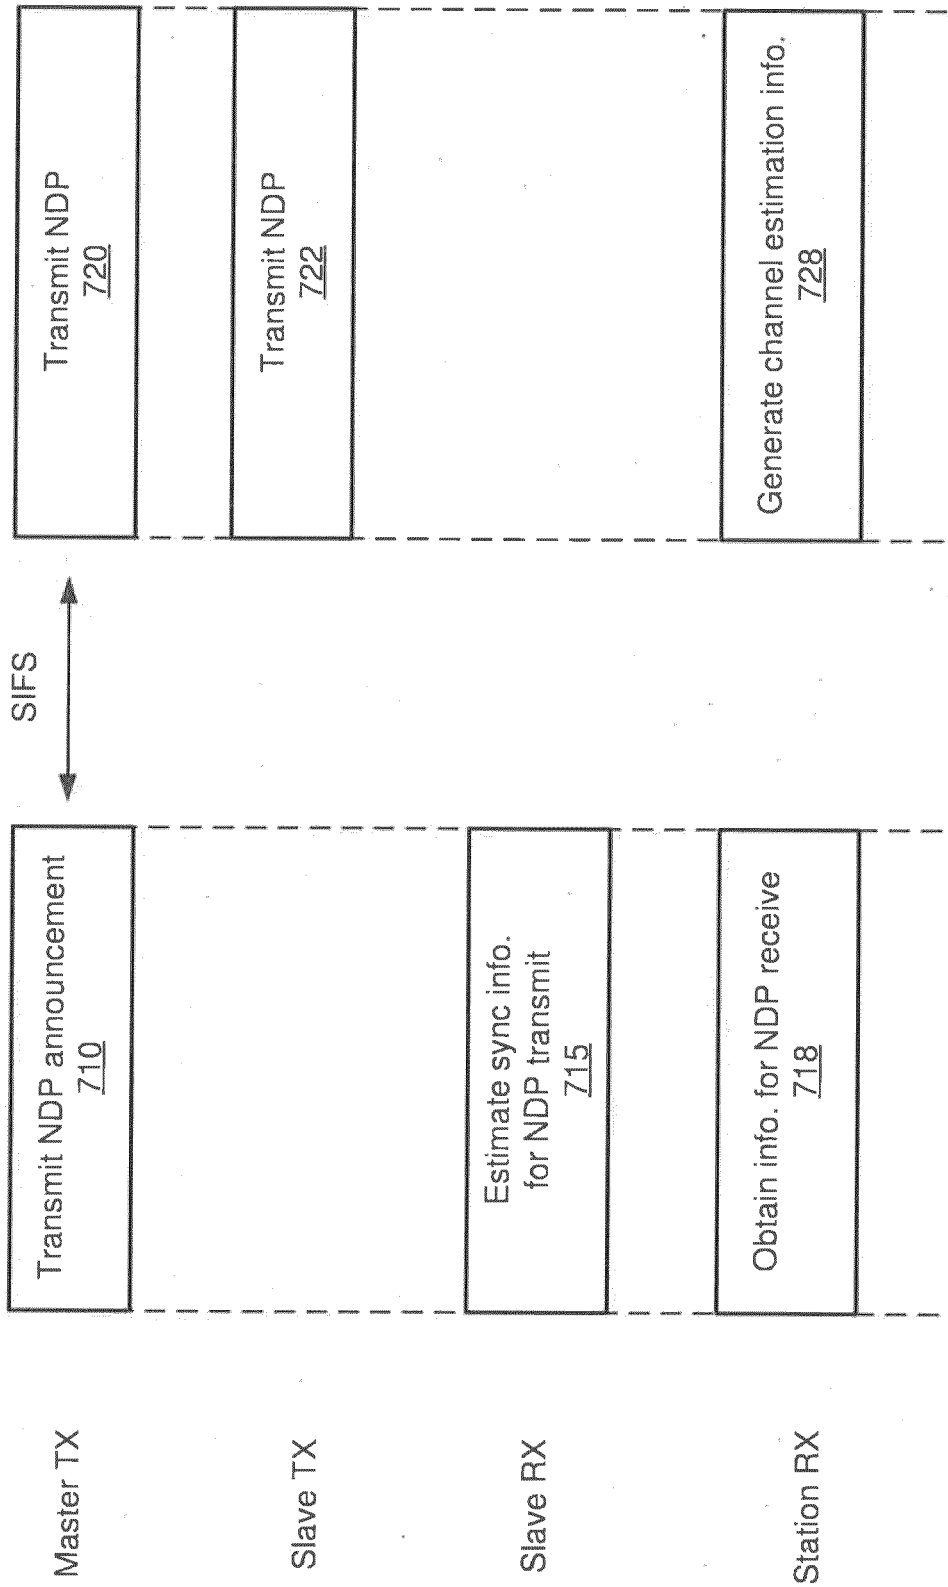 Master TX
Transmit NDP announcement
710
SIFS
Transmit NDP
720
Slave TX
Transmit NDP
722
Slave RX
Estimate sync info.
for NDP transmit
715
Station RX
Obtain info. for NDP receive
718
Generate channel estimation info.
728